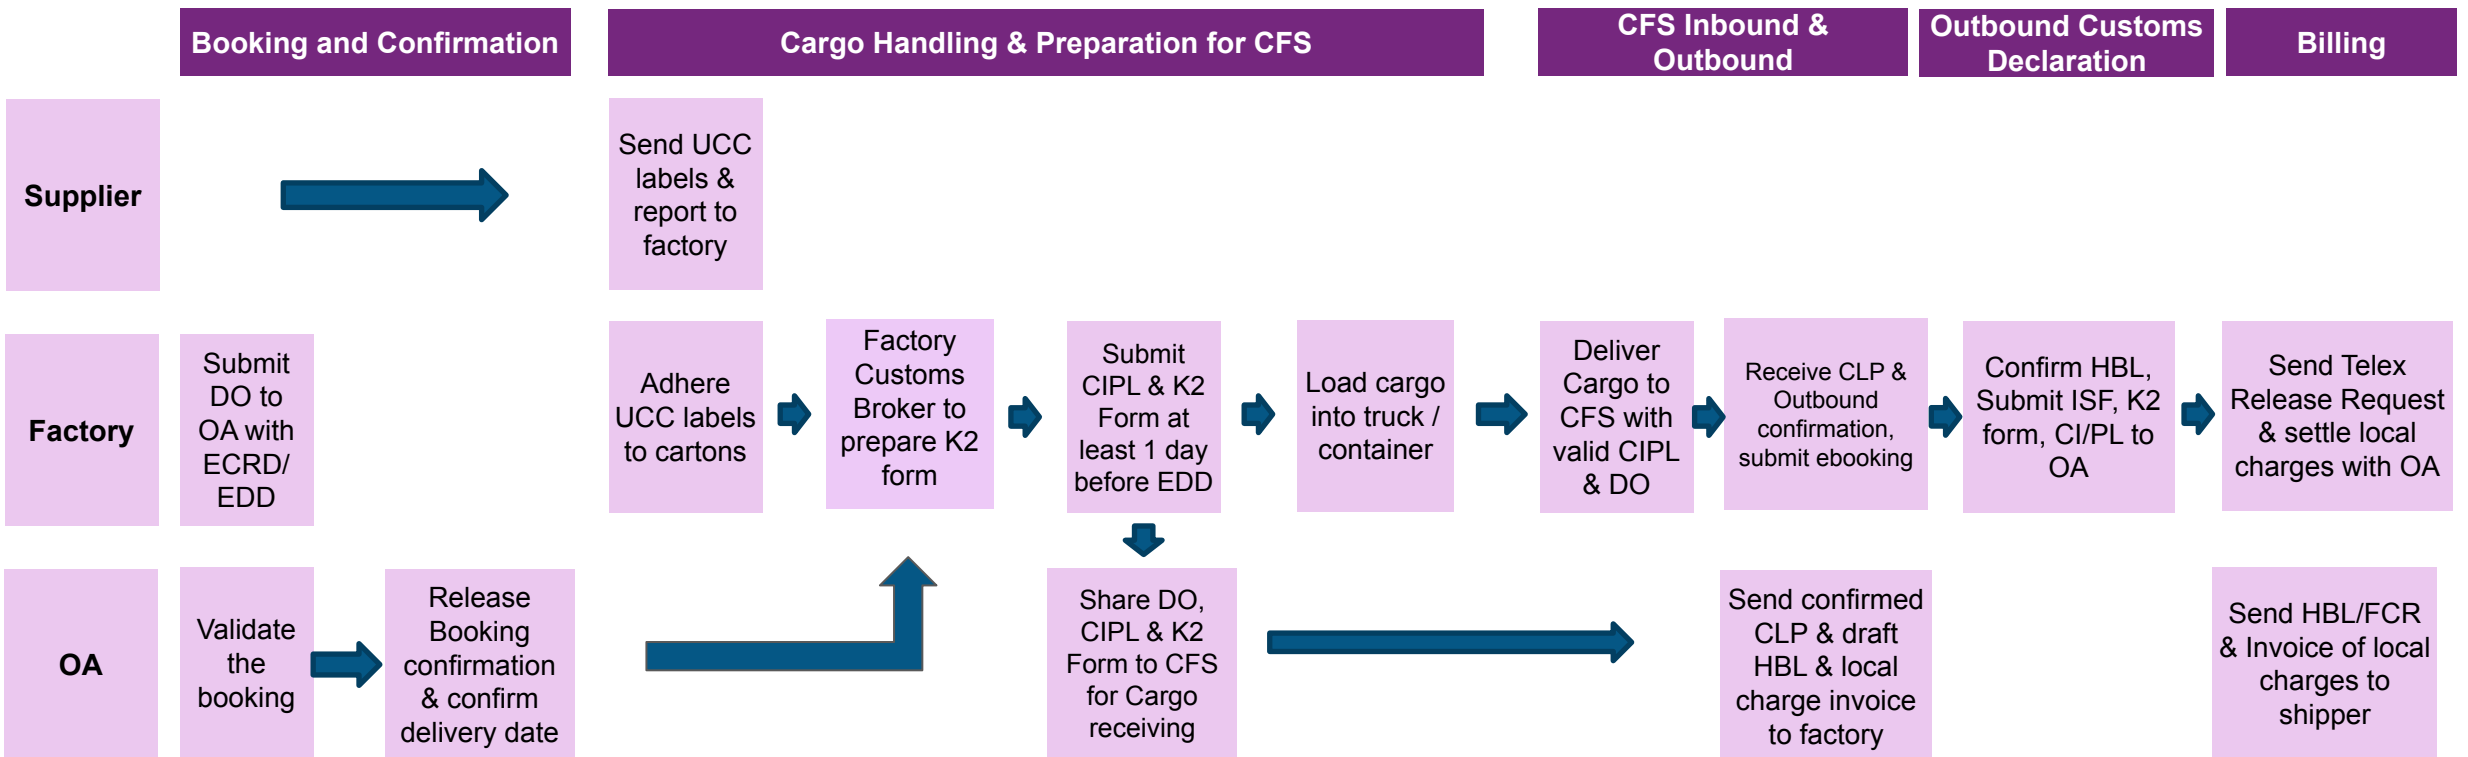 Booking and Confirmation
Cargo Handling & Preparation for CFS
CFS Inbound &
Outbound
Outbound Customs
Declaration
Billing
Supplier
Send UCC
labels &
report to
factory
Factory
Submit
DO to
OA with
ECRD/
EDD
Adhere
UCC labels
to cartons
Factory
Customs
Broker to
prepare K2
form
Submit
CIPL & K2
Form at
least 1 day
before EDD
Load cargo
into truck /
container
Deliver
Cargo to
CFS with
valid CIPL
& DO
Receive CLP &
Outbound
confirmation,
submit ebooking
Confirm HBL,
Submit ISF, K2
form, CI/PL to
OA
Send Telex
Release Request
& settle local
charges with OA
OA
Validate
the
booking
Release
Booking
confirmation
& confirm
delivery date
Share DO,
CIPL & K2
Form to CFS
for Cargo
receiving
Send confirmed
CLP & draft
HBL & local
charge invoice
to factory
Send HBL/FCR
& Invoice of local
charges to
shipper